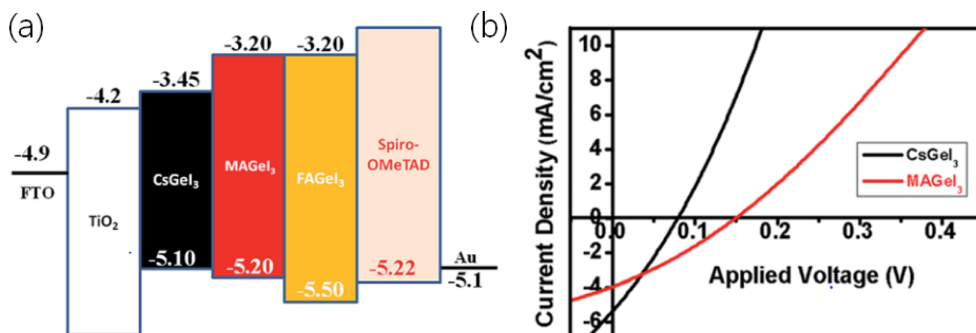 (a)
-4.9
FTO
-4.2
TiO2
-3.45
CsGeI3
-5.10
-3.20
MAGeI3
-5.20
-3.20
FAGeI3
-5.50
Spiro-
OMeTAD
-5.22
Au
-5.1
(b)
Current Density (mA/cm²)
10
8
6
4
2
0
-2
-4
-6
0.0
0.1
0.2
0.3
0.4
Applied Voltage (V)
CsGeI3
MAGeI3